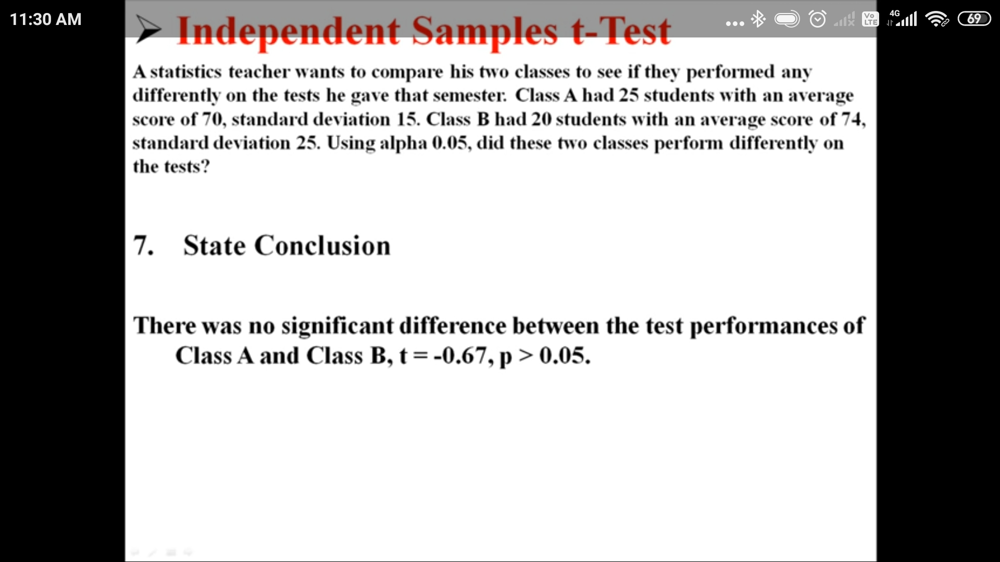 11:30 AM
Vo LTE
4G
69
➤ Independent Samples t-Test
A statistics teacher wants to compare his two classes to see if they performed any
differently on the tests he gave that semester. Class A had 25 students with an average
score of 70, standard deviation 15. Class B had 20 students with an average score of 74,
standard deviation 25. Using alpha 0.05, did these two classes perform differently on
the tests?
7. State Conclusion
There was no significant difference between the test performances of
Class A and Class B, t = -0.67, p > 0.05.